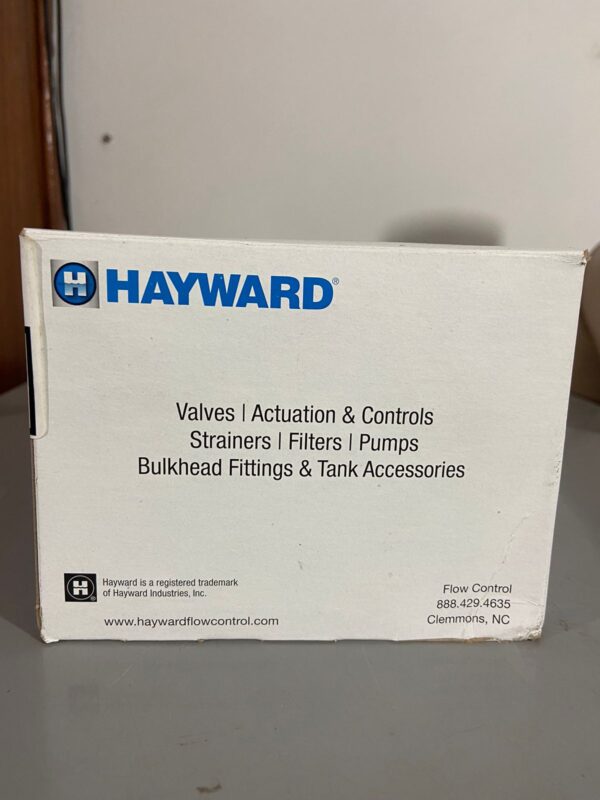 H HAYWARD®
Valves | Actuation & Controls
Strainers | Filters | Pumps
Bulkhead Fittings & Tank Accessories
H® Hayward is a registered trademark
of Hayward Industries, Inc.
www.haywardflowcontrol.com
Flow Control
888.429.4635
Clemmons, NC